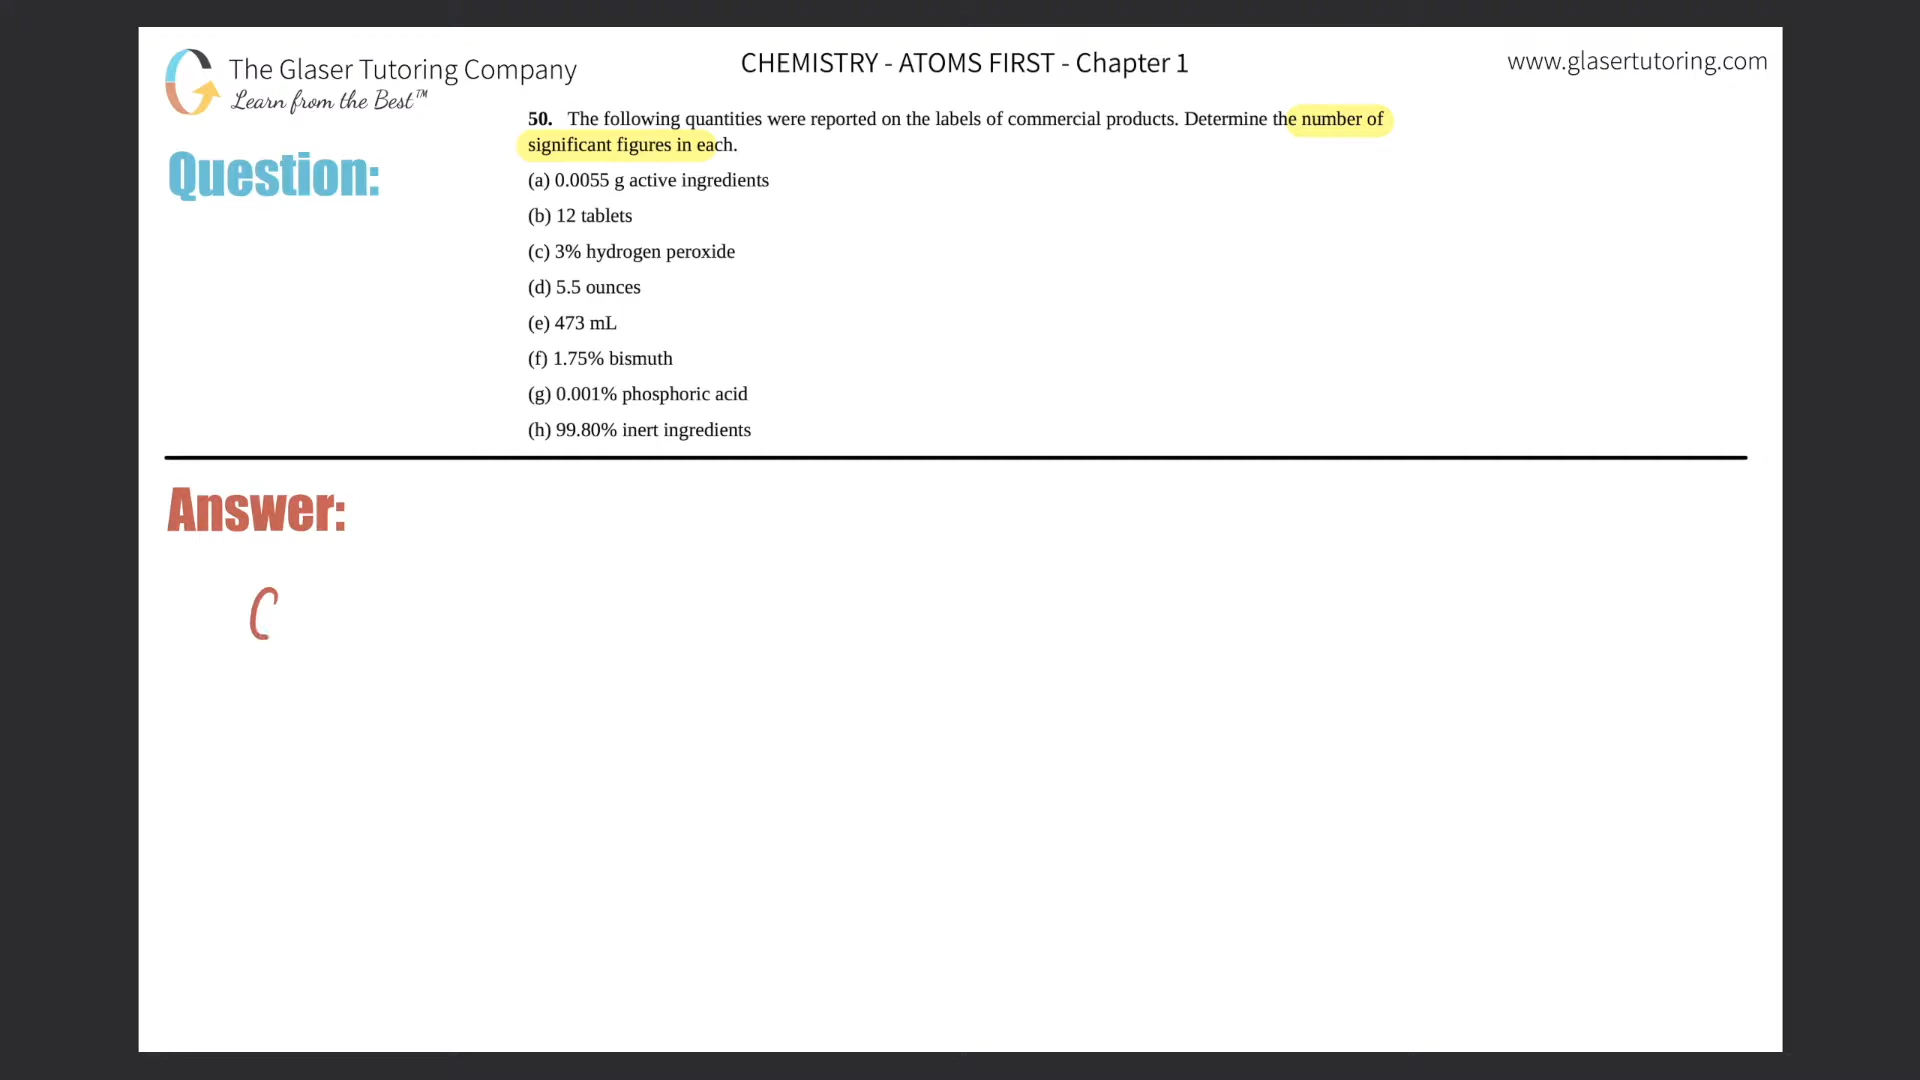 The Glaser Tutoring Company
Learn from the Best™
CHEMISTRY - ATOMS FIRST - Chapter 1
www.glasertutoring.com
Question:
50. The following quantities were reported on the labels of commercial products. Determine the number of
significant figures in each.
(a) 0.0055 g active ingredients
(b) 12 tablets
(c) 3% hydrogen peroxide
(d) 5.5 ounces
(e) 473 mL
(f) 1.75% bismuth
(g) 0.001% phosphoric acid
(h) 99.80% inert ingredients
Answer: